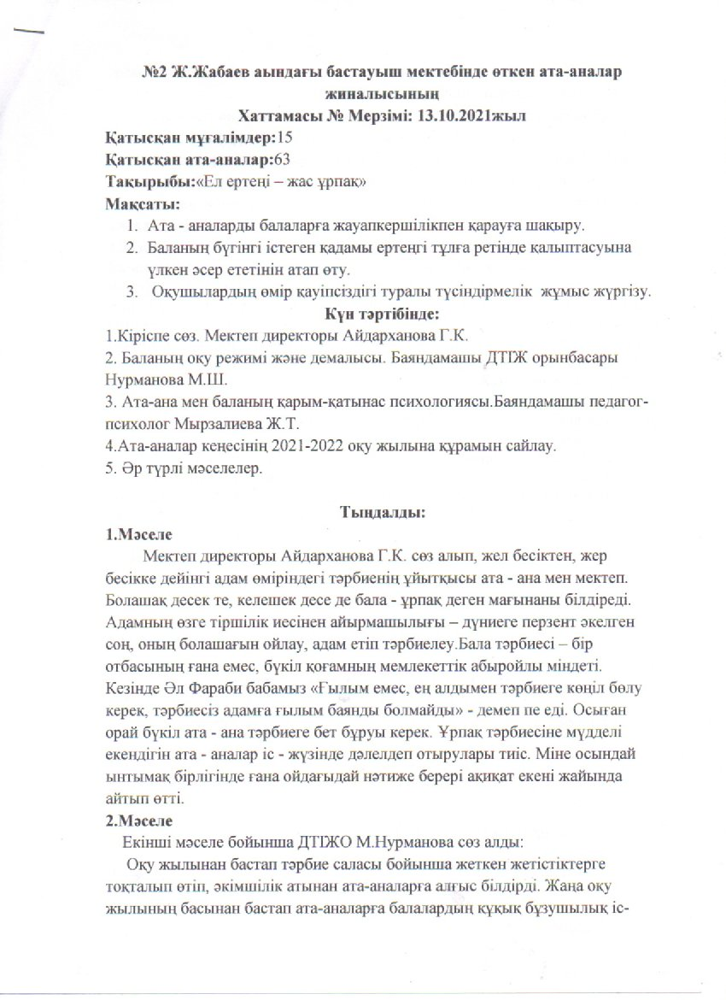 №2 Ж.Жабаев аындағы бастауыш мектебінде өткен ата-аналар
жиналысының
Хаттамасы № Мерзімі: 13.10.2021жыл
Қатысқан мұғалімдер:15
Қатысқан ата-аналар:63
Тақырыбы:«Ел ертеңі – жас ұрпақ»
Мақсаты:
1. Ата - аналарды балаларға жауапкершілікпен қарауға шақыру.
2. Баланың бүгінгі істеген қадамы ертеңгі тұлға ретінде қалыптасуына
үлкен әсер ететінін атап өту.
3. Оқушылардың өмір қауіпсіздігі туралы түсіндірмелік жұмыс жүргізу.
Күн тәртібінде:
1.Кіріспе сөз. Мектеп директоры Айдарханова Г.К.
2. Баланың оқу режимі және демалысы. Баяндамашы ДТІЖ орынбасары
Нурманова М.Ш.
3. Ата-ана мен баланың қарым-қатынас психологиясы.Баяндамашы педагог-
психолог Мырзалиева Ж.Т.
4.Ата-аналар кеңесінің 2021-2022 оқу жылына құрамын сайлау.
5. Әр түрлі мәселелер.
Тыңдалды:
1.Мәселе
Мектеп директоры Айдарханова Г.К. сөз алып, жел бесіктен, жер
бесікке дейінгі адам өміріндегі тәрбиенің ұйытқысы ата - ана мен мектеп.
Болашақ десек те, келешек десе де бала - ұрпақ деген мағынаны білдіреді.
Адамның өзге тіршілік иесінен айырмашылығы – дүниеге перзент әкелген
соң, оның болашағын ойлау, адам етіп тәрбиелеу.Бала тәрбиесі – бір
отбасының ғана емес, бүкіл қоғамның мемлекеттік абыройлы міндеті.
Кезінде Әл Фараби бабамыз «Ғылым емес, ең алдымен тәрбиеге көңіл бөлу
керек, тәрбиесіз адамға ғылым баянды болмайды» - демеп пе еді. Осыған
орай бүкіл ата - ана тәрбиеге бет бұруы керек. Ұрпақ тәрбиесіне мүдделі
екендігін ата - аналар іс - жүзінде дәлелдеп отырулары тиіс. Міне осындай
ынтымақ бірлігінде ғана ойдағыдай нәтиже берері ақиқат екені жайында
айтып өтті.
2.Мәселе
Екінші мәселе бойынша ДТІЖО М.Нурманова сөз алды:
Оқу жылынан бастап тәрбие саласы бойынша жеткен жетістіктерге
тоқталып өтіп, әкімшілік атынан ата-аналарға алғыс білдірді. Жаңа оқу
жылының басынан бастап ата-аналарға балалардың құқық бұзушылық іс-